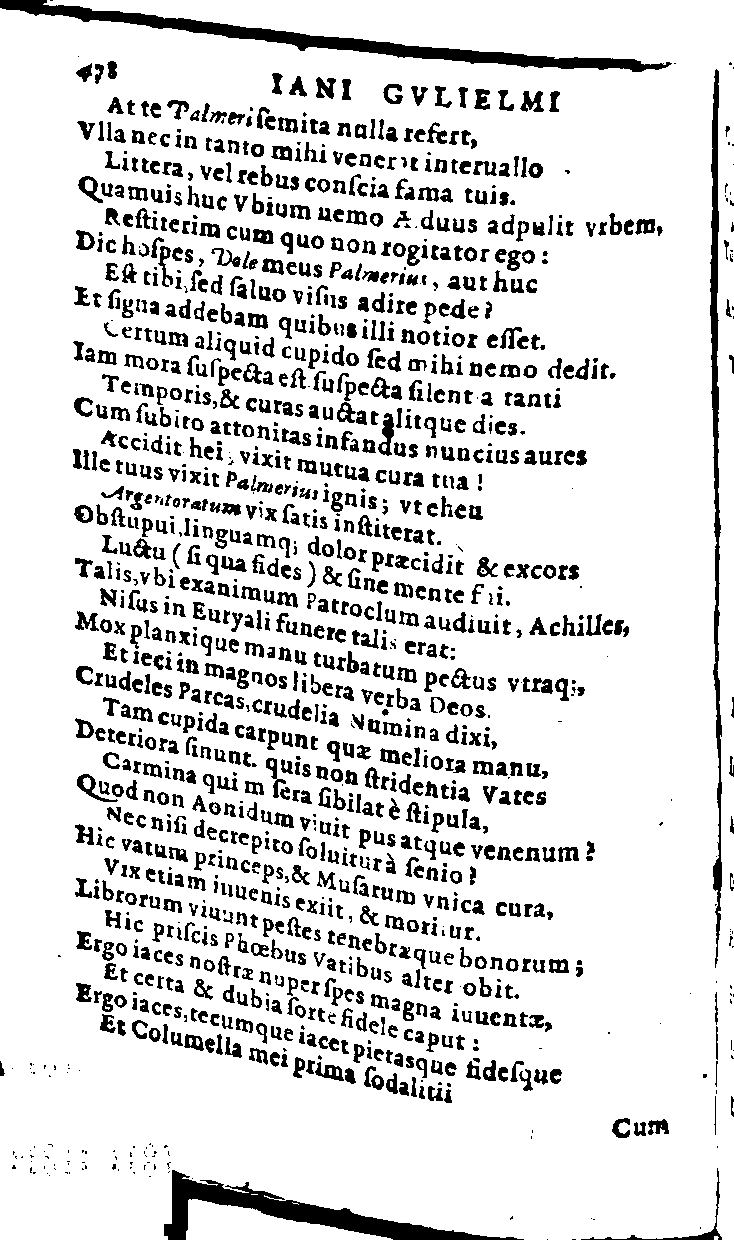 478
IANI GVLIELMI
At te Palmeri ſemita nulla refert,
Vlla nec in tanto mihi venerit interuallo
Littera, vel rebus conſcia fama tuis.
Quamuis huc Vbium nemo A.duus adpulit vrbem,
Reſtiterim cum quo non rogitator ego:
Dic hoſpes, Dole meus Palmerius, aut huc
Eſt tibi, ſed ſaluo viſus adire pede?
Et ſigna addebam quibus illi notior eſſet.
Certum aliquid cupido ſed mihi nemo dedit.
Iam mora ſuſpecta eſt ſuſpecta ſilentia tanti
Temporis, & curas auctat alitque dies.
Cum ſubito attonitas infandus nuncius aures
Accidit hei, vixit mutua cura tua!
Ille tuus vixit Palmerius ignis; vt eheu
Argentoratum vix ſatis inſtiterat.
Obſtupui, linguamq; dolor præcidit & excors
Luctu (ſi qua fides) & ſine mente fui.
Talis, vbi exanimum Patroclum audiuit, Achilles,
Niſus in Euryali funere talis erat:
Mox planxique manu turbatum pectus vtraq;,
Et ieci in magnos libera verba Deos.
Crudeles Parcas, crudelia Numina dixi,
Tam cupida carpunt quæ meliora manu,
Deteriora ſinunt. quis non ſtridentia Vates
Carmina qui miſera ſibilat è ſtipula,
Quod non Aonidum viuit pus atque venenum?
Nec niſi decrepito ſoluitur à ſenio?
Hic vatum princeps, & Muſarum vnica cura,
Vix etiam iuuenis exiit, & moritur.
Librorum viuunt peſtes tenebræque bonorum;
Hic priſcis Phœbus Vatibus alter obit.
Ergo iaces noſtræ nuper ſpes magna iuuentæ,
Et certa & dubia ſorte fidele caput:
Ergo iaces, tecumque iacet pietasque fideſque
Et Columella mei prima ſodalitii
Cum